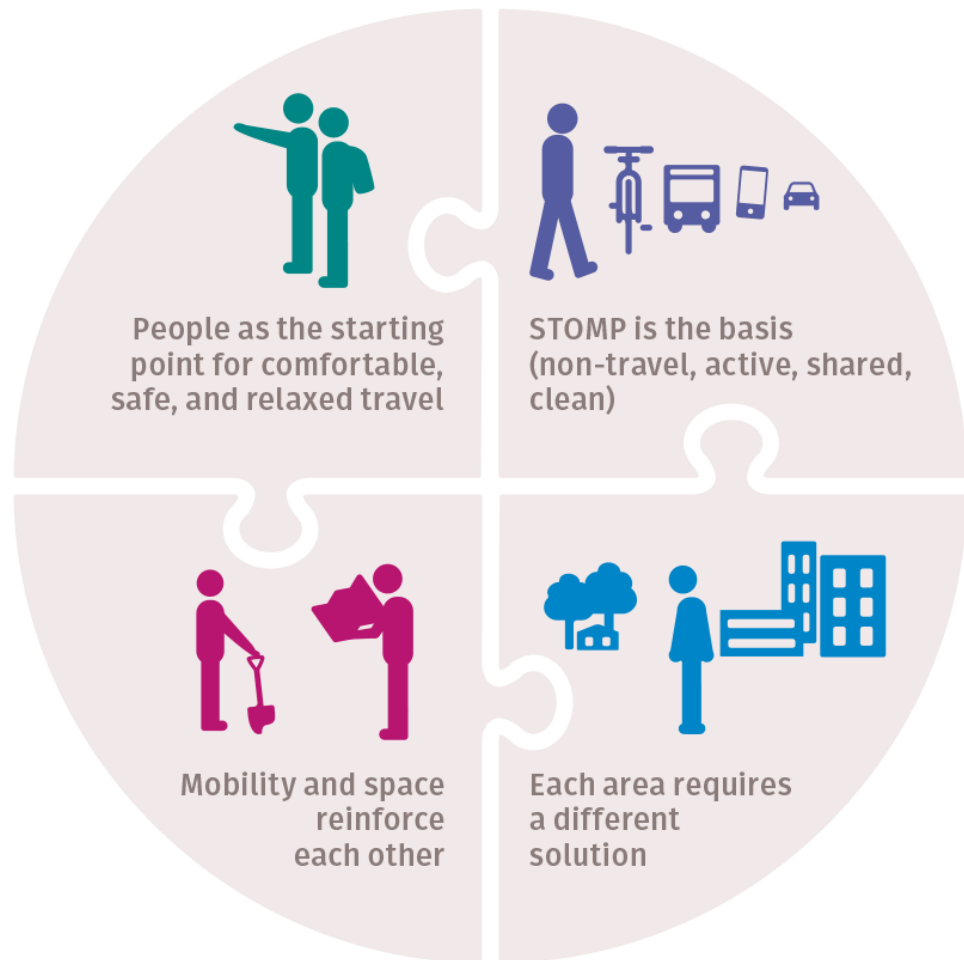 People as the starting
point for comfortable,
safe, and relaxed travel
STOMP is the basis
(non-travel, active, shared,
clean)
Mobility and space
reinforce
each other
Each area requires
a different
solution